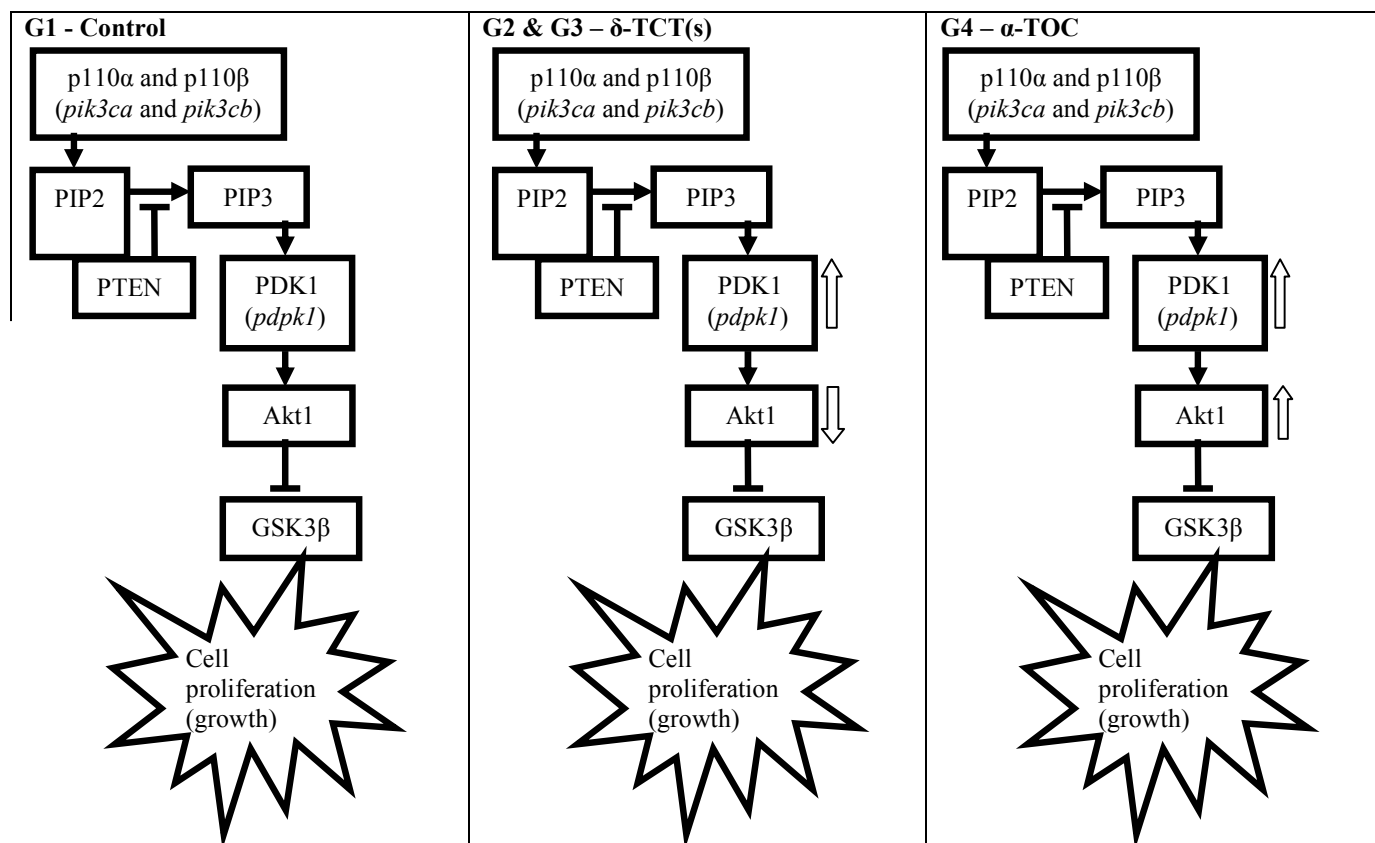 G1 - Control
p110α and p110β
(pik3ca and pik3cb)
PIP2
PIP3
PTEN
PDK1
(pdpk1)
Akt1
GSK3β
Cell
proliferation
(growth)
G2 & G3 – δ-TCT(s)
p110α and p110β
(pik3ca and pik3cb)
PIP2
PIP3
PTEN
PDK1
(pdpk1)
Akt1
GSK3β
Cell
proliferation
(growth)
G4 – α-TOC
p110α and p110β
(pik3ca and pik3cb)
PIP2
PIP3
PTEN
PDK1
(pdpk1)
Akt1
GSK3β
Cell
proliferation
(growth)